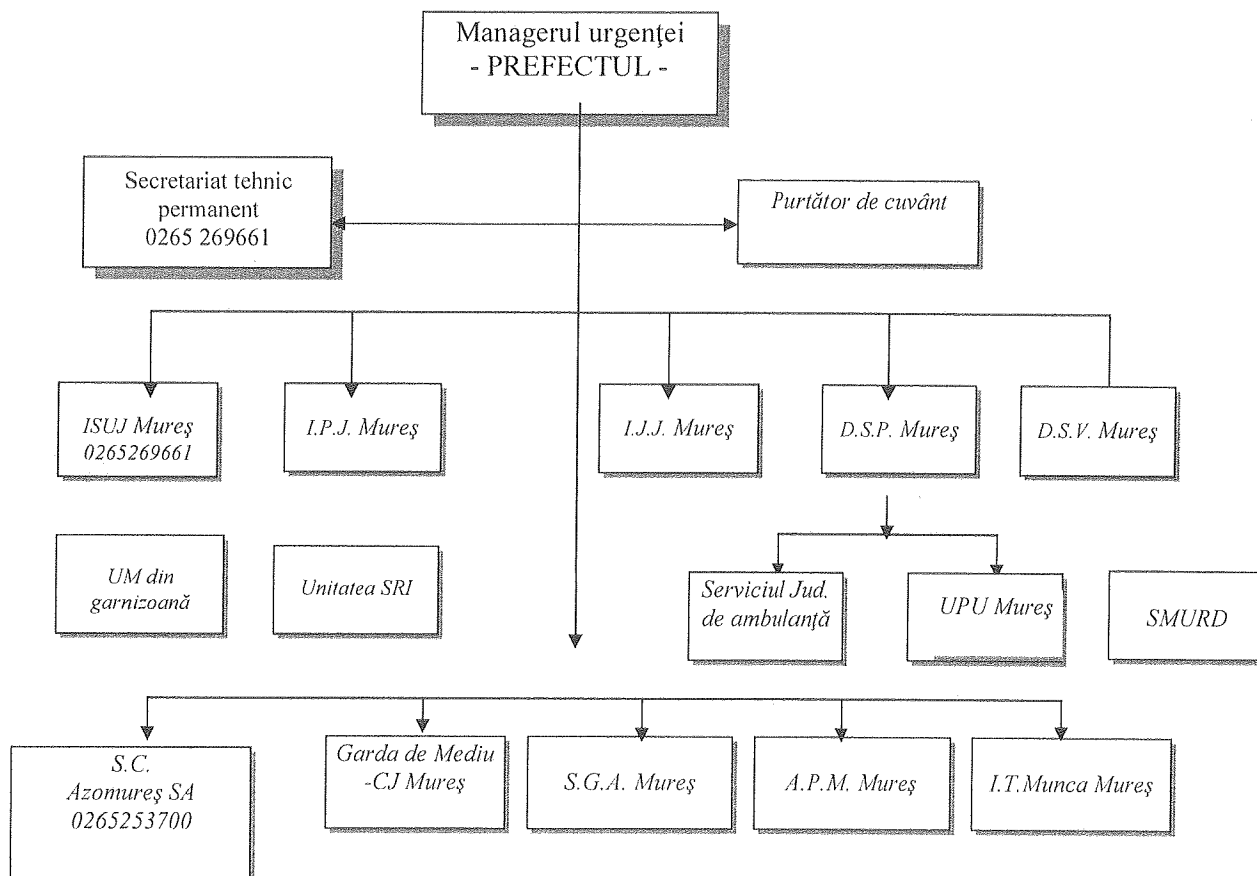 Managerul urgenţei
- PREFECTUL -
Secretariat tehnic
permanent
0265 269661
Purtător de cuvânt
ISUJ Mureş
0265269661
I.P.J. Mureş
I.J.J. Mureş
D.S.P. Mureş
D.S.V. Mureş
UM din
garnizoană
Unitatea SRI
Serviciul Jud.
de ambulanţă
UPU Mureş
SMURD
S.C.
Azomureş SA
0265253700
Garda de Mediu
-CJ Mureş
S.G.A. Mureş
A.P.M. Mureş
I.T.Munca Mureş